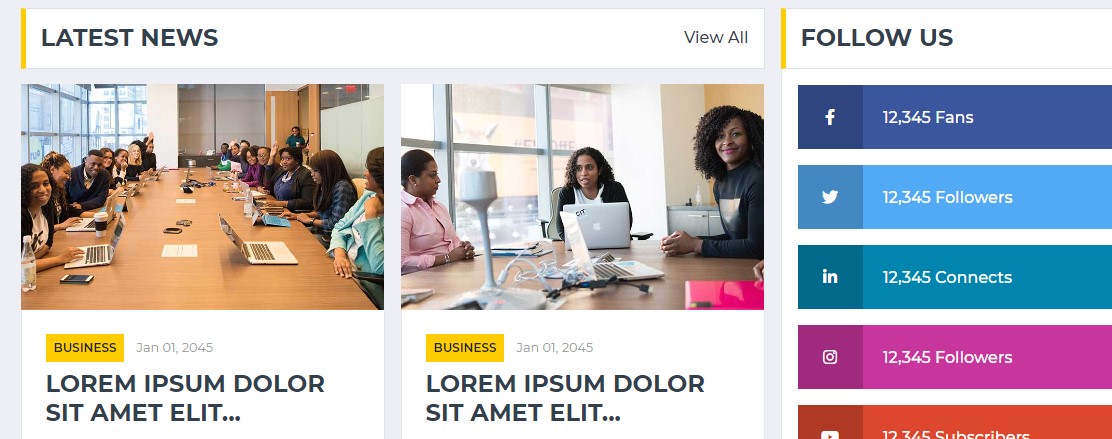 LATEST NEWS
View All
BUSINESS Jan 01, 2045
LOREM IPSUM DOLOR
SIT AMET ELIT...
BUSINESS Jan 01, 2045
LOREM IPSUM DOLOR
SIT AMET ELIT...
FOLLOW US
12,345 Fans
12,345 Followers
12,345 Connects
12,345 Followers
12,345 Subscribers